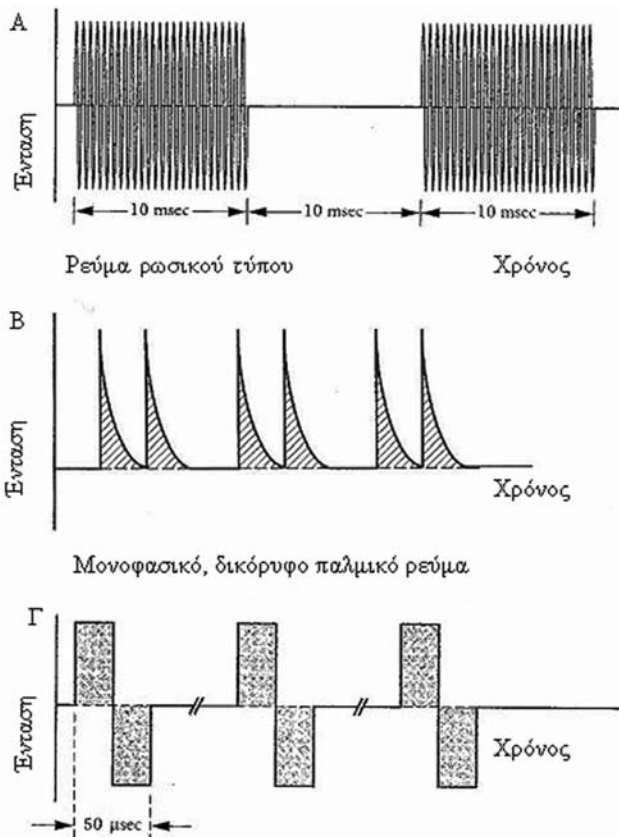 Α
Ένταση
10 msec 10 msec 10 msec
Ρεύμα ρωσικού τύπου Χρόνος
Β
Ένταση
Χρόνος
Μονοφασικό, δικόρυφο παλμικό ρεύμα
Γ
Ένταση
Χρόνος
50 μsec